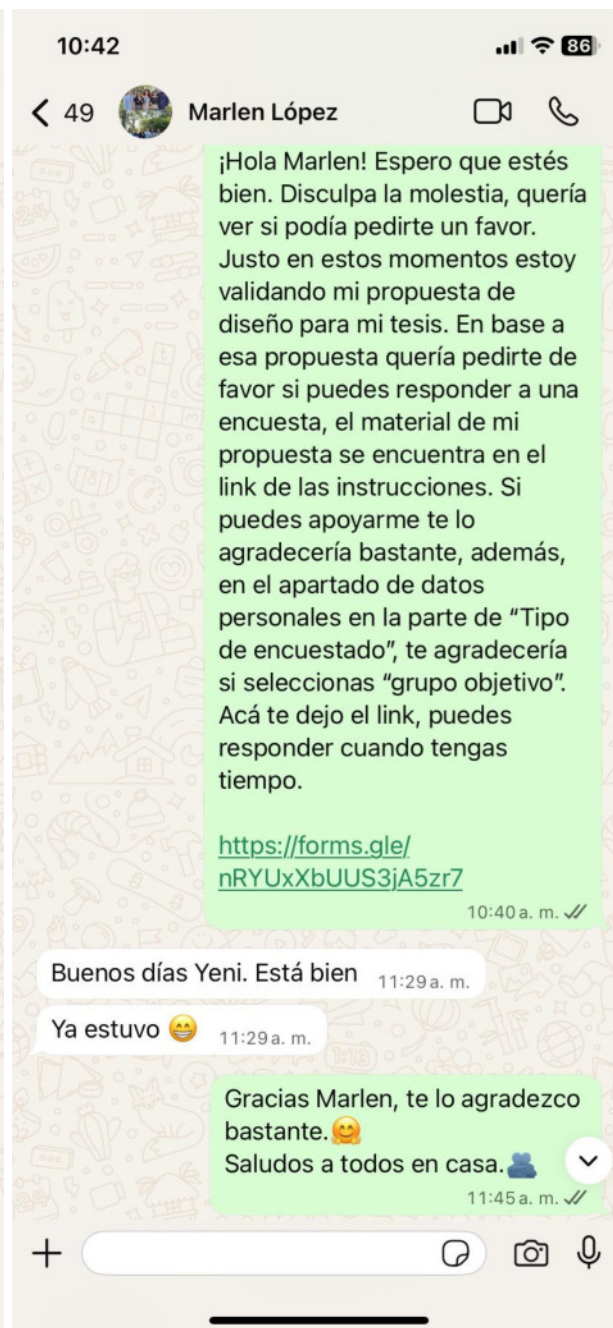 10:42
86
49
Marlen López
¡Hola Marlen! Espero que estés
bien. Disculpa la molestia, quería
ver si podía pedirte un favor.
Justo en estos momentos estoy
validando mi propuesta de
diseño para mi tesis. En base a
esa propuesta quería pedirte de
favor si puedes responder a una
encuesta, el material de mi
propuesta se encuentra en el
link de las instrucciones. Si
puedes apoyarme te lo
agradecería bastante, además,
en el apartado de datos
personales en la parte de “Tipo
de encuestado”, te agradecería
si seleccionas “grupo objetivo”.
Acá te dejo el link, puedes
responder cuando tengas
tiempo.
https://forms.gle/
nRYUxXbUUS3jA5zr7
10:40 a. m.
Buenos días Yeni. Está bien
11:29 a. m.
Ya estuvo 😁
11:29 a. m.
Gracias Marlen, te lo agradezco
bastante.🤗
Saludos a todos en casa.🫂
11:45 a. m.